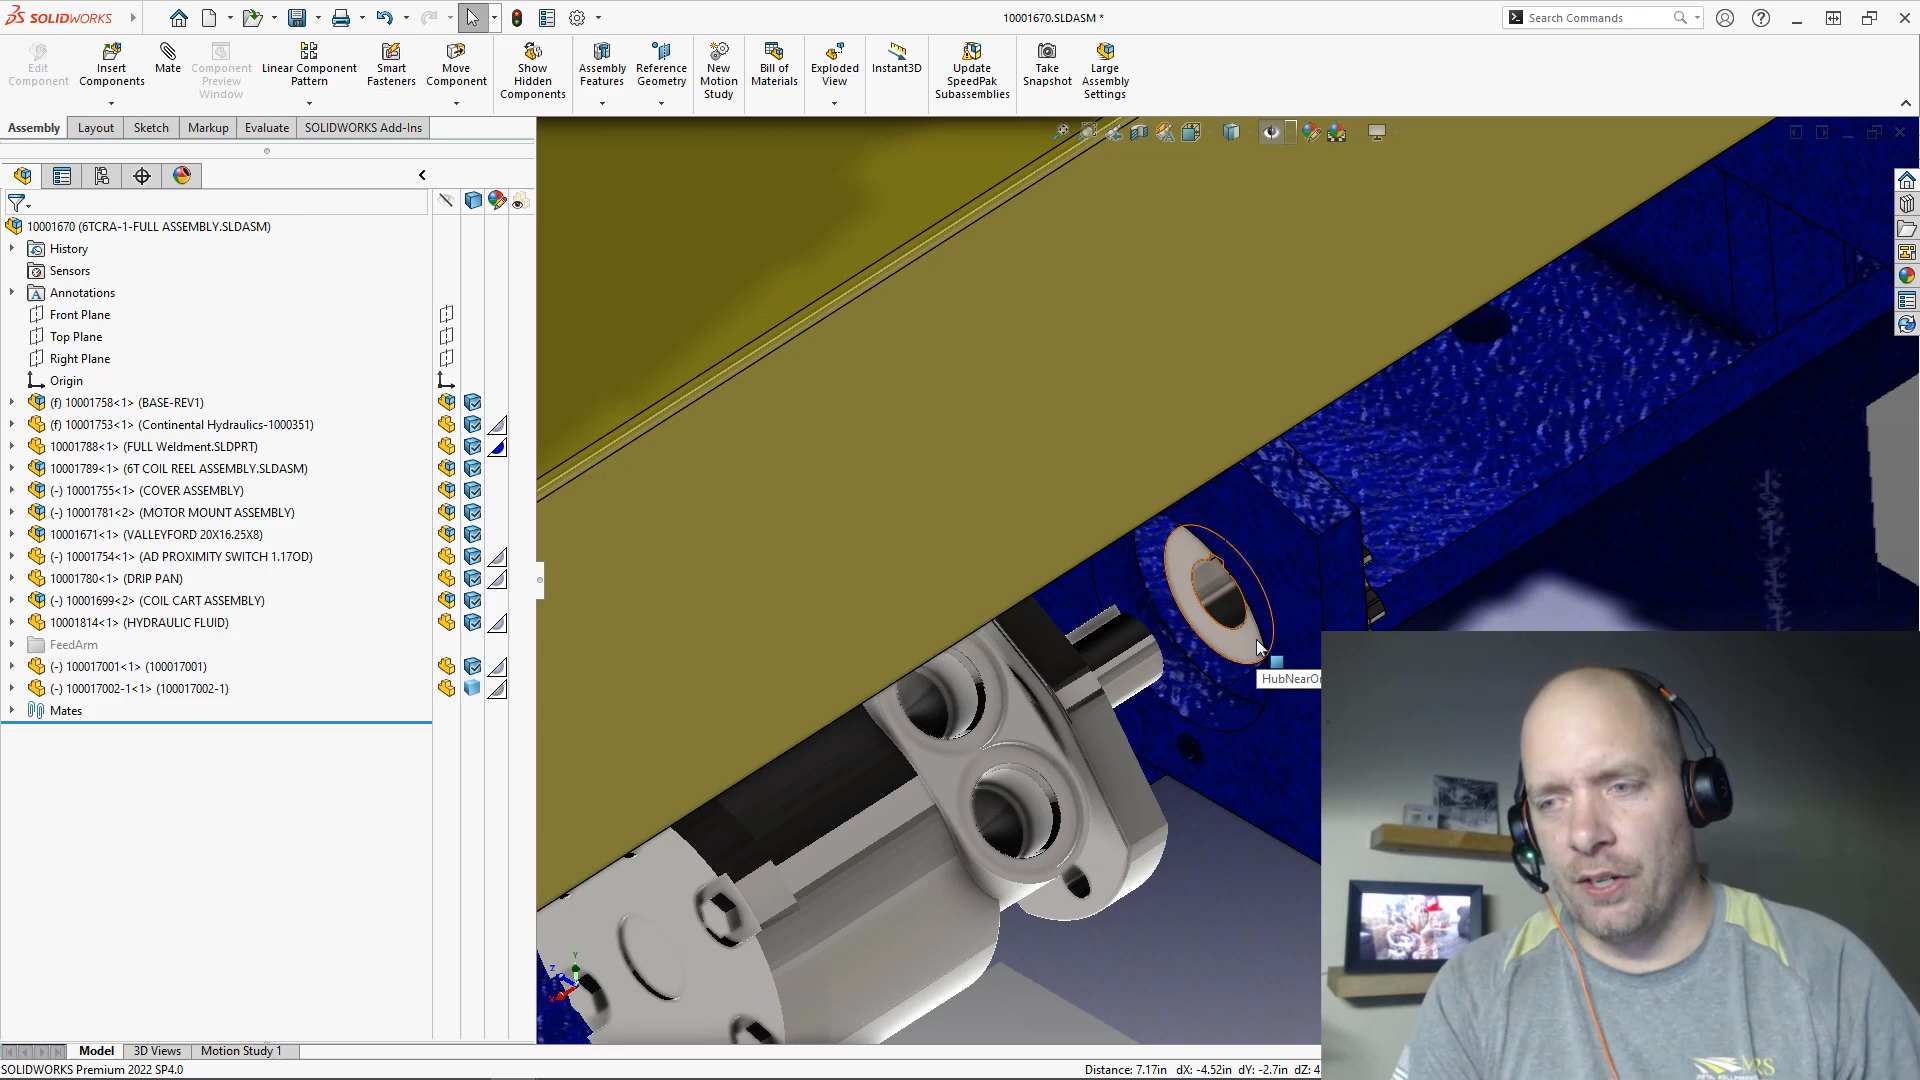 SOLIDWORKS
10001670.SLDASM *
Search Commands
Edit Component
Insert Components
Mate
Component Preview Window
Linear Component Pattern
Smart Fasteners
Move Component
Show Hidden Components
Assembly Features
Reference Geometry
New Motion Study
Bill of Materials
Exploded View
Instant3D
Update SpeedPak Subassemblies
Take Snapshot
Large Assembly Settings
Assembly
Layout
Sketch
Markup
Evaluate
SOLIDWORKS Add-Ins
10001670 (6TCRA-1-FULL ASSEMBLY.SLDASM)
History
Sensors
Annotations
Front Plane
Top Plane
Right Plane
Origin
(f) 10001758<1> (BASE-REV1)
(f) 10001753<1> (Continental Hydraulics-1000351)
10001788<1> (FULL Weldment.SLDPRT)
10001789<1> (6T COIL REEL ASSEMBLY.SLDASM)
(-) 10001755<1> (COVER ASSEMBLY)
(-) 10001781<2> (MOTOR MOUNT ASSEMBLY)
10001671<1> (VALLEYFORD 20X16.25X8)
(-) 10001754<1> (AD PROXIMITY SWITCH 1.17OD)
10001780<1> (DRIP PAN)
(-) 10001699<2> (COIL CART ASSEMBLY)
10001814<1> (HYDRAULIC FLUID)
FeedArm
(-) 100017001<1> (100017001)
(-) 100017002-1<1> (100017002-1)
Mates
HubNearO
Y
Z
X
Model
3D Views
Motion Study 1
SOLIDWORKS Premium 2022 SP4.0
Distance: 7.17in dX: -4.52in dY: -2.7in dZ: 4